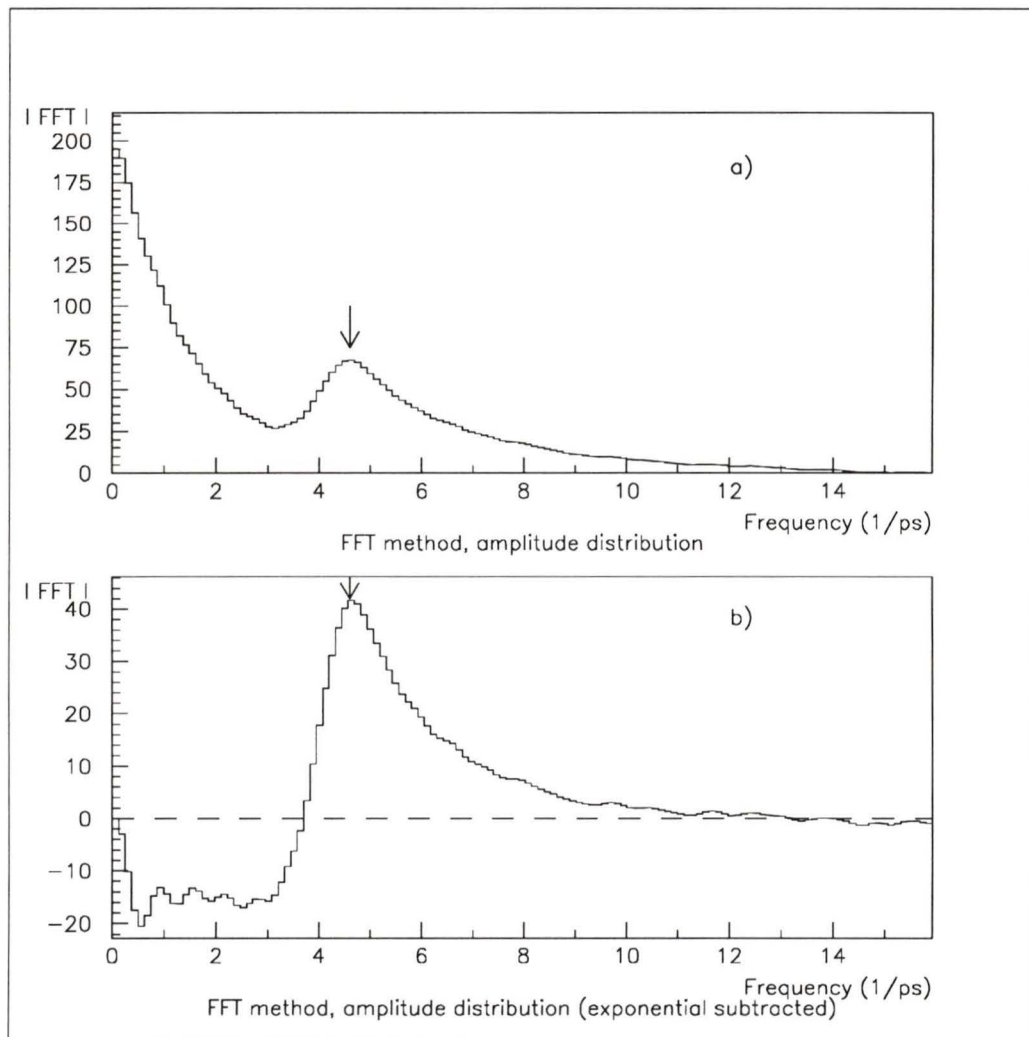 | FFT |
200
175
150
125
100
75
50
25
0
a)
0 2 4 6 8 10 12 14
Frequency (1/ps)
FFT method, amplitude distribution
| FFT |
40
30
20
10
0
-10
-20
b)
0 2 4 6 8 10 12 14
Frequency (1/ps)
FFT method, amplitude distribution (exponential subtracted)